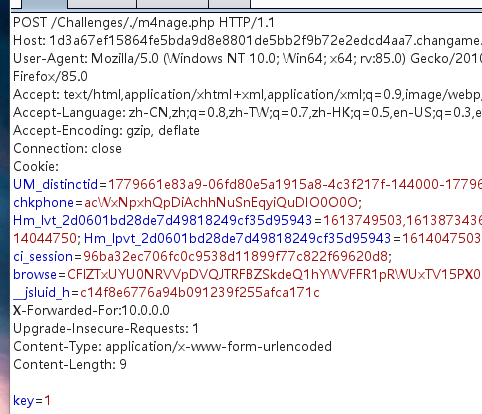 POST /Challenges/./m4nage.php HTTP/1.1
Host: 1d3a67ef15864fe5bda9d8e8801de5bb2f9b72e2edcd4aa7.changame.
User-Agent: Mozilla/5.0 (Windows NT 10.0; Win64; x64; rv:85.0) Gecko/2010
Firefox/85.0
Accept: text/html,application/xhtml+xml,application/xml;q=0.9,image/webp,
Accept-Language: zh-CN,zh;q=0.8,zh-TW;q=0.7,zh-HK;q=0.5,en-US;q=0.3,e
Accept-Encoding: gzip, deflate
Connection: close
Cookie:
UM_distinctid=1779661e83a9-06fd80e5a1915a8-4c3f217f-144000-17796
chkphone=acWxNpxhQpDiAchhNuSnEqyiQuDIO0O0O;
Hm_lvt_2d0601bd28de7d49818249cf35d95943=1613749503,1613873436
14044750; Hm_lpvt_2d0601bd28de7d49818249cf35d95943=1614047503
ci_session=96ba32ec706fc0c9538d11899f77c822f69620d8;
browse=CFlZTxUYU0NRVVpDVQJTRFBZSkdeQ1hYWVFFR1pRWUxTV15PX0
__jsluid_h=c14f8e6776a94b091239f255afca171c
X-Forwarded-For:10.0.0.0
Upgrade-Insecure-Requests: 1
Content-Type: application/x-www-form-urlencoded
Content-Length: 9
key=1